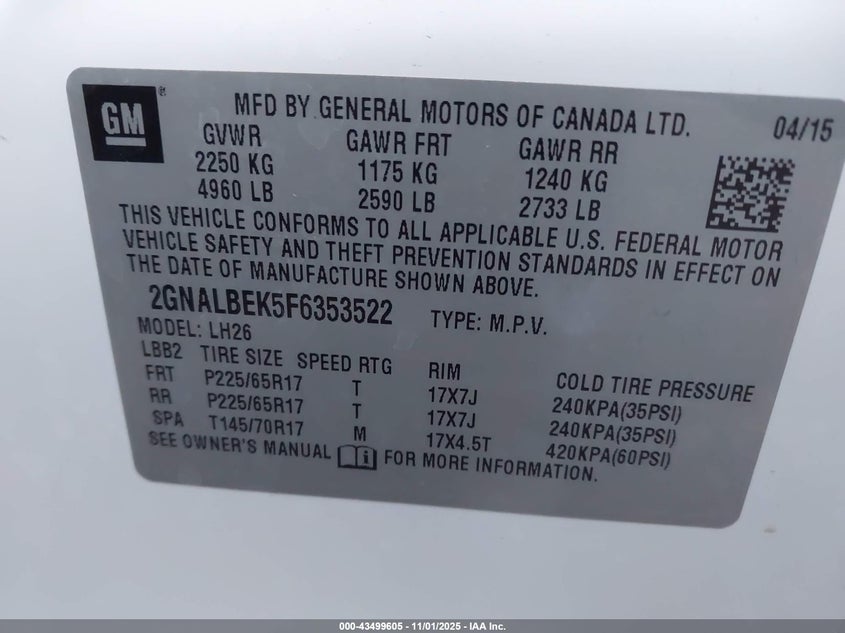 GM ®
MFD BY GENERAL MOTORS OF CANADA LTD. 04/15
GVWR GAWR FRT GAWR RR
2250 KG 1175 KG 1240 KG
4960 LB 2590 LB 2733 LB
THIS VEHICLE CONFORMS TO ALL APPLICABLE U.S. FEDERAL MOTOR
VEHICLE SAFETY AND THEFT PREVENTION STANDARDS IN EFFECT ON
THE DATE OF MANUFACTURE SHOWN ABOVE.
2GNALBEK5F6353522 TYPE: M.P.V.
MODEL: LH26
LBB2 TIRE SIZE SPEED RTG RIM COLD TIRE PRESSURE
FRT P225/65R17 T 17X7J 240KPA(35PSI)
RR P225/65R17 T 17X7J 240KPA(35PSI)
SPA T145/70R17 M 17X4.5T 420KPA(60PSI)
SEE OWNER'S MANUAL FOR MORE INFORMATION.
000-43499605 - 11/01/2025 - IAA Inc.